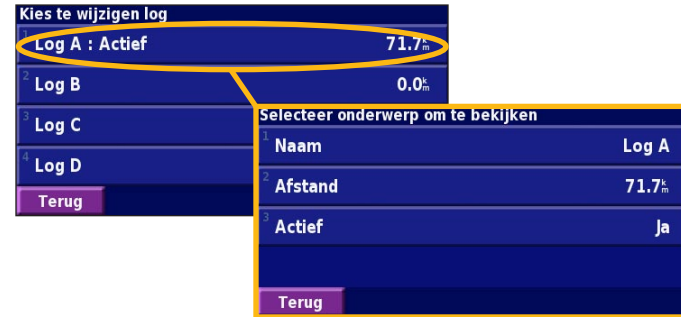 Kies te wijzigen log
1 Log A : Actief 71.7km
2 Log B 0.0km
3 Log C
4 Log D
Terug
Selecteer onderwerp om te bekijken
1 Naam Log A
2 Afstand 71.7km
3 Actief Ja
Terug